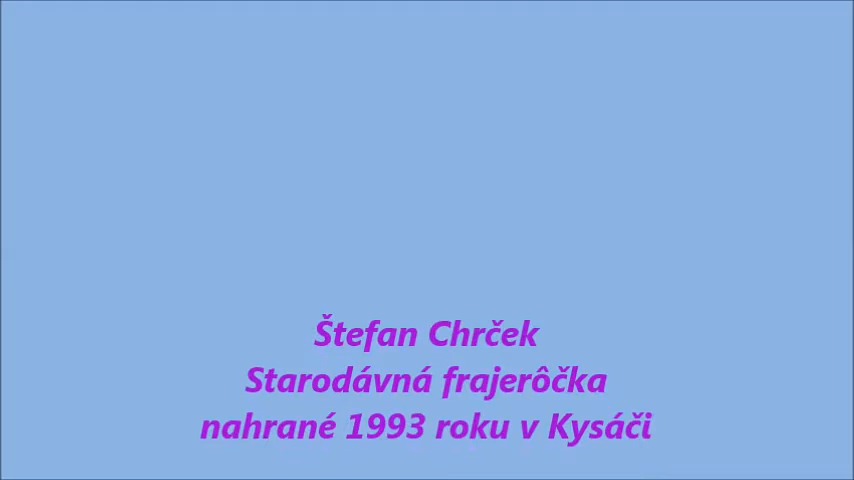 Štefan Chrček
Starodávná frajerôčka
nahrané 1993 roku v Kysáči